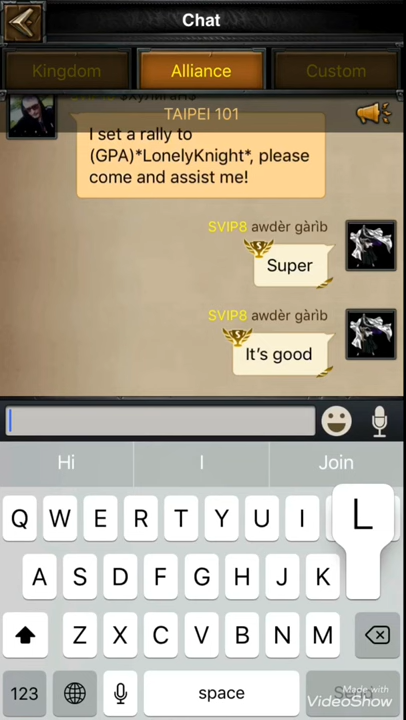 Chat
Kingdom
Alliance
Custom
TAIPEI 101
I set a rally to
(GPA)*LonelyKnight*, please
come and assist me!
SVIP8 awdèr gàrìb
Super
SVIP8 awdèr gàrìb
It's good
Hi
I
Join
Q W E R T Y U I
L
A S D F G H J K
Z X C V B N M
123
space
Send
Made with
VideoShow